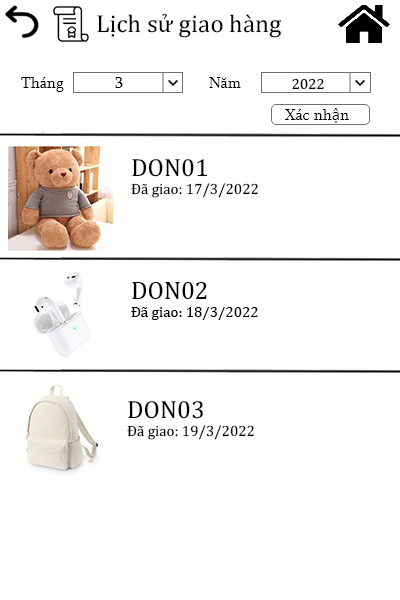 Lịch sử giao hàng
Tháng 3 Năm 2022
Xác nhận
DON01
Đã giao: 17/3/2022
DON02
Đã giao: 18/3/2022
DON03
Đã giao: 19/3/2022